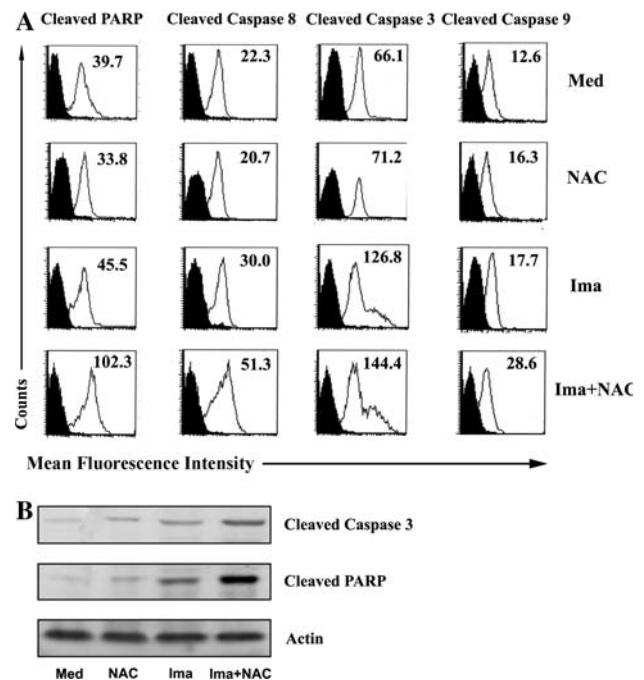 A
Cleaved PARP Cleaved Caspase 8 Cleaved Caspase 3 Cleaved Caspase 9
39.7 22.3 66.1 12.6 Med
33.8 20.7 71.2 16.3 NAC
45.5 30.0 126.8 17.7 Ima
102.3 51.3 144.4 28.6 Ima+NAC
Counts
Mean Fluorescence Intensity
B
Cleaved Caspase 3
Cleaved PARP
Actin
Med NAC Ima Ima+NAC